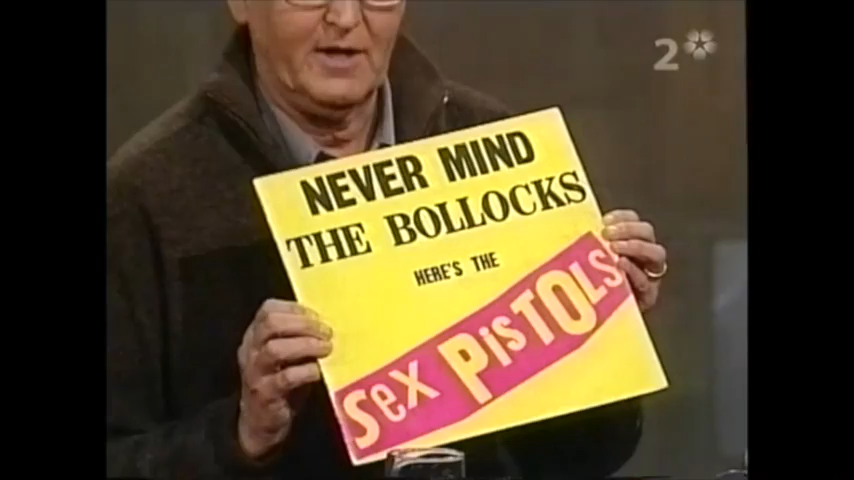 2
NEVER MIND
THE BOLLOCKS
HERE'S THE
Sex PisTOLs